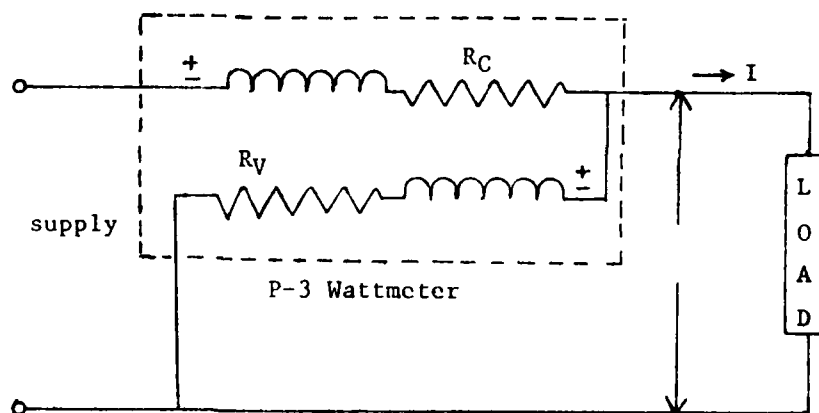 ± R_C → I
R_V ±
supply
P-3 Wattmeter
L
O
A
D